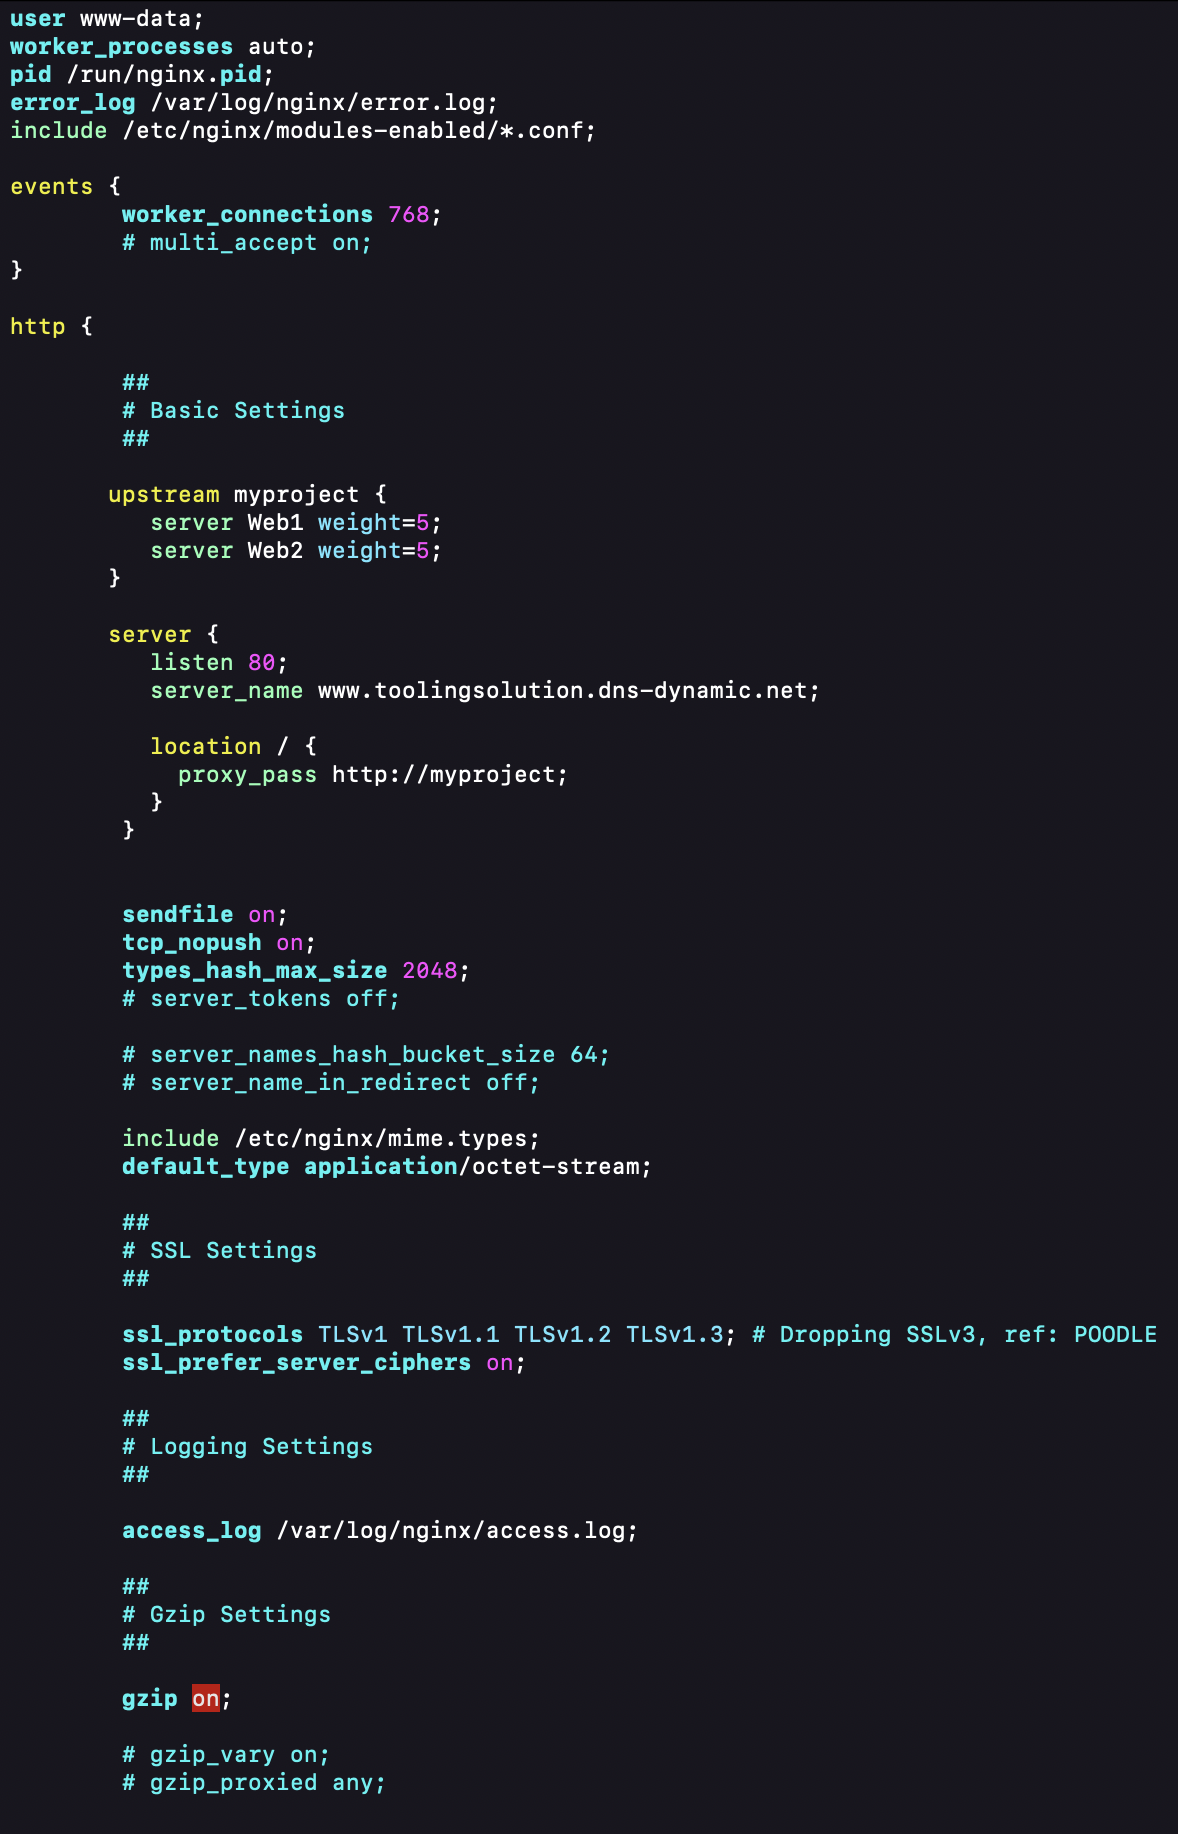 user www-data;
worker_processes auto;
pid /run/nginx.pid;
error_log /var/log/nginx/error.log;
include /etc/nginx/modules-enabled/*.conf;
events {
worker_connections 768;
# multi_accept on;
}
http {
##
# Basic Settings
##
upstream myproject {
server Web1 weight=5;
server Web2 weight=5;
}
server {
listen 80;
server_name www.toolingsolution.dns-dynamic.net;
location / {
proxy_pass http://myproject;
}
}
sendfile on;
tcp_nopush on;
types_hash_max_size 2048;
# server_tokens off;
# server_names_hash_bucket_size 64;
# server_name_in_redirect off;
include /etc/nginx/mime.types;
default_type application/octet-stream;
##
# SSL Settings
##
ssl_protocols TLSv1 TLSv1.1 TLSv1.2 TLSv1.3; # Dropping SSLv3, ref: POODLE
ssl_prefer_server_ciphers on;
##
# Logging Settings
##
access_log /var/log/nginx/access.log;
##
# Gzip Settings
##
gzip on;
# gzip_vary on;
# gzip_proxied any;